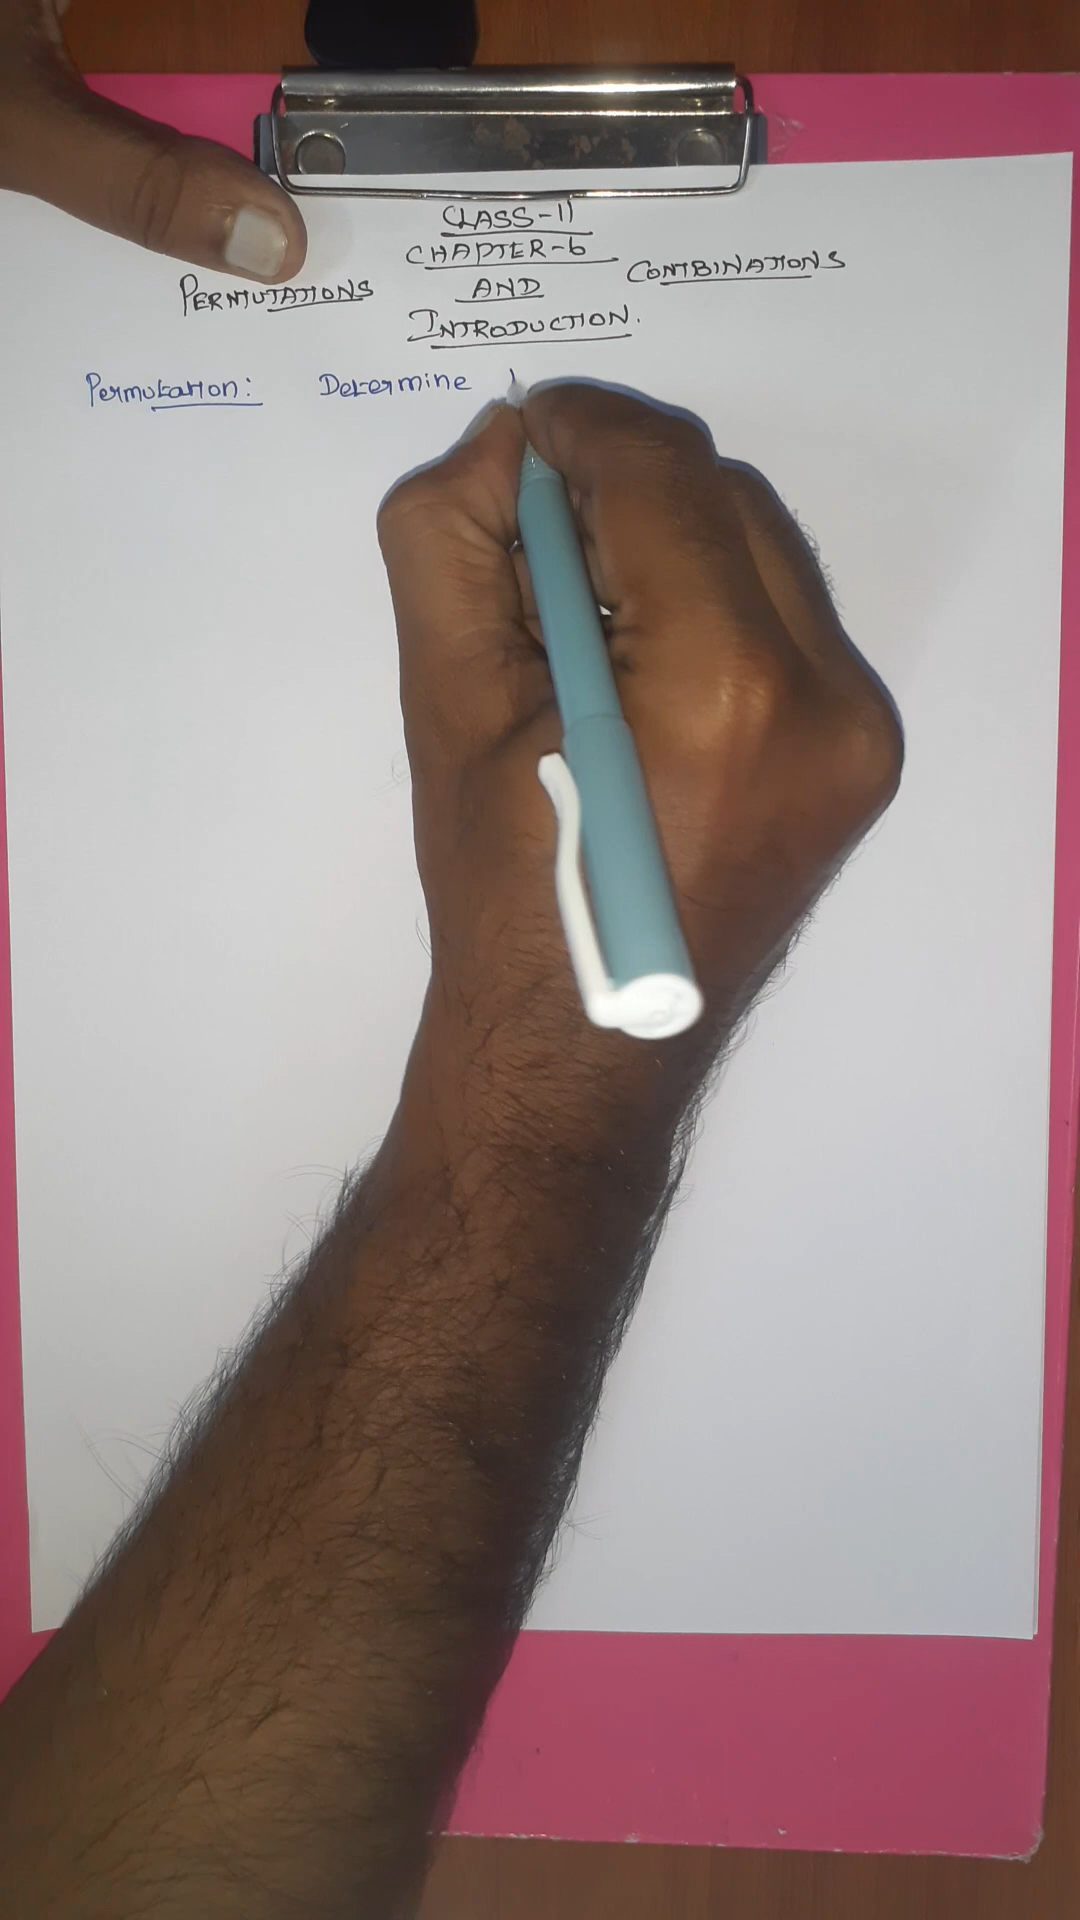 CLASS-11
CHAPTER-6
PERMUTATIONS AND COMBINATIONS
INTRODUCTION.
Permutation: Determine